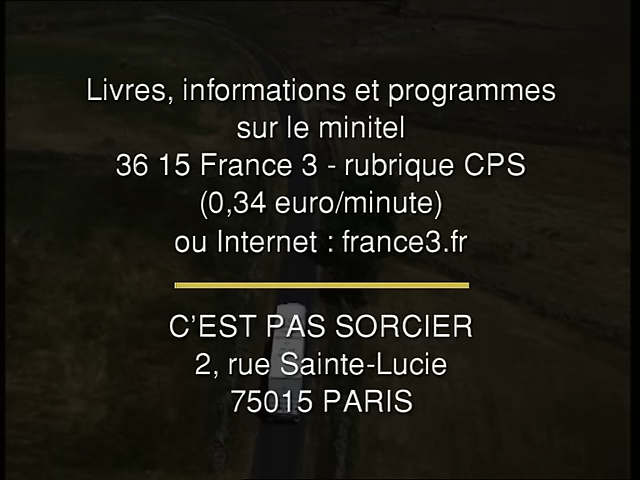 Livres, informations et programmes
sur le minitel
36 15 France 3 - rubrique CPS
(0,34 euro/minute)
ou Internet : france3.fr
C'EST PAS SORCIER
2, rue Sainte-Lucie
75015 PARIS